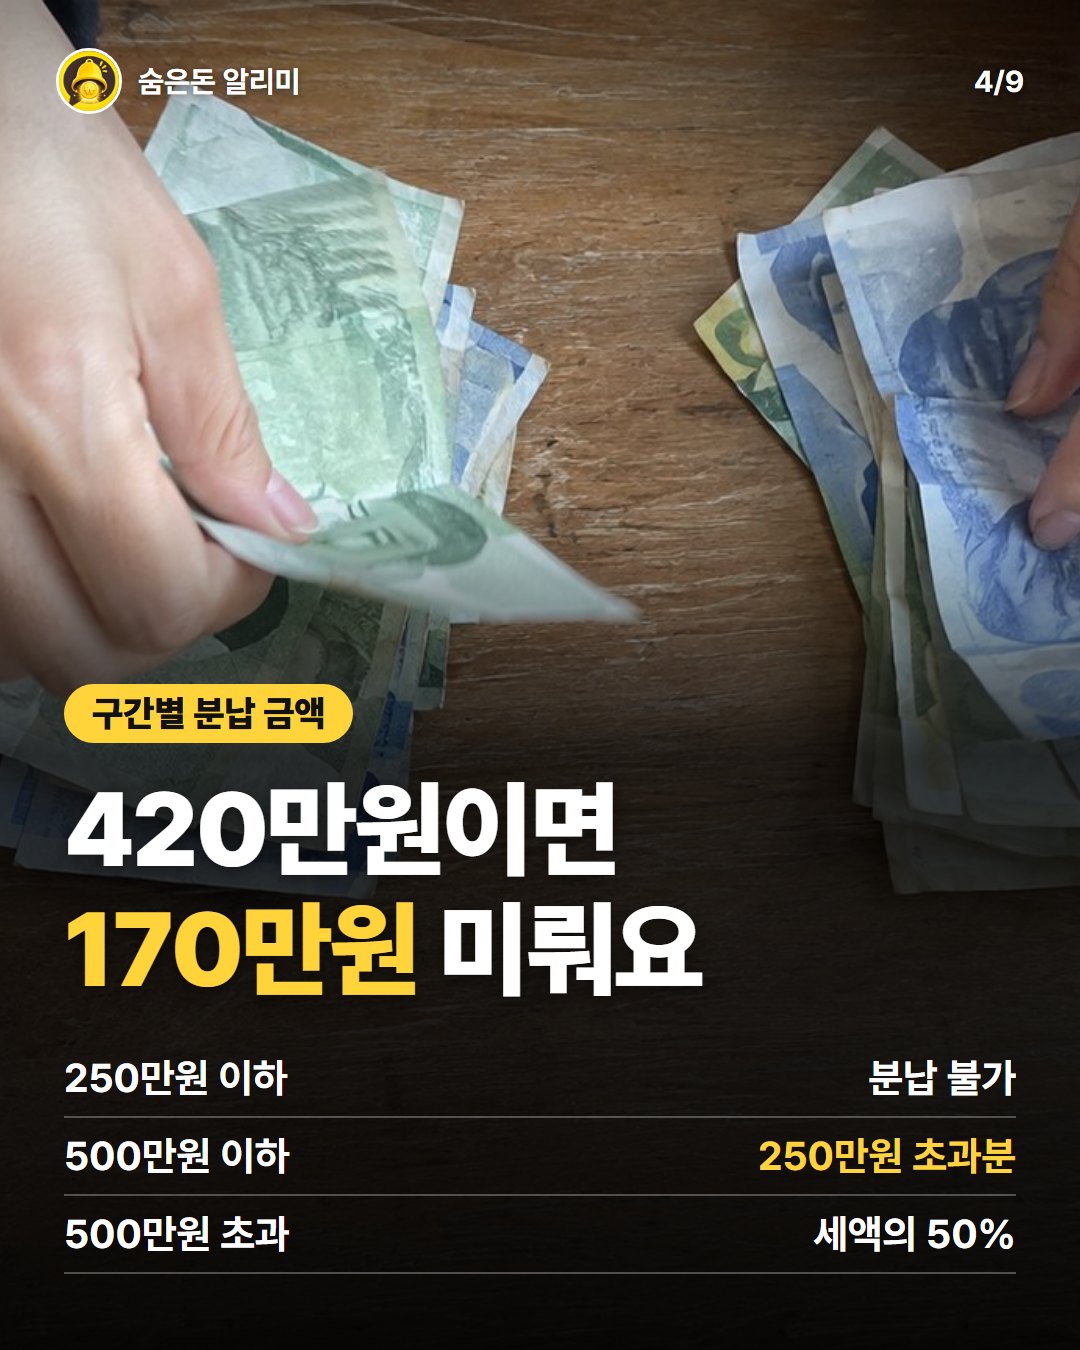 숨은돈 알리미
4/9
구간별 분납 금액
420만원이면
170만원 미뤄요
250만원 이하 분납 불가
500만원 이하 250만원 초과분
500만원 초과 세액의 50%